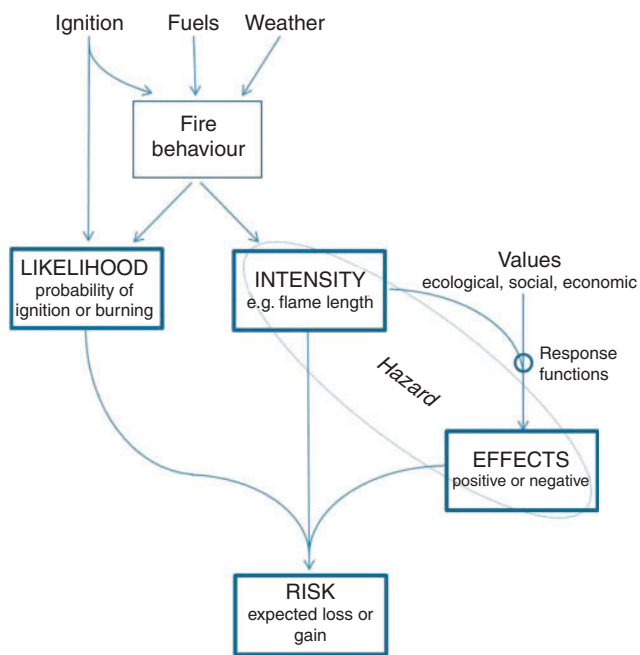 Ignition Fuels Weather
Fire
behaviour
LIKELIHOOD
probability of
ignition or burning
INTENSITY
e.g. flame length
Values
ecological, social, economic
Response
functions
Hazard
EFFECTS
positive or negative
RISK
expected loss or
gain